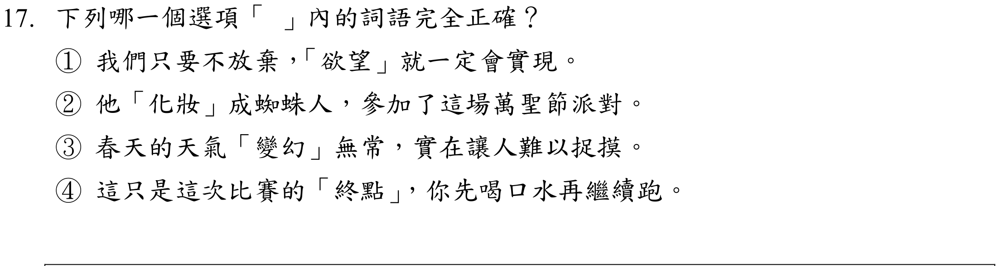 17. 下列哪一個選項「　」內的詞語完全正確？
① 我們只要不放棄，「欲望」就一定會實現。
② 他「化妝」成蜘蛛人，參加了這場萬聖節派對。
③ 春天的天氣「變幻」無常，實在讓人難以捉摸。
④ 這只是這次比賽的「終點」，你先喝口水再繼續跑。